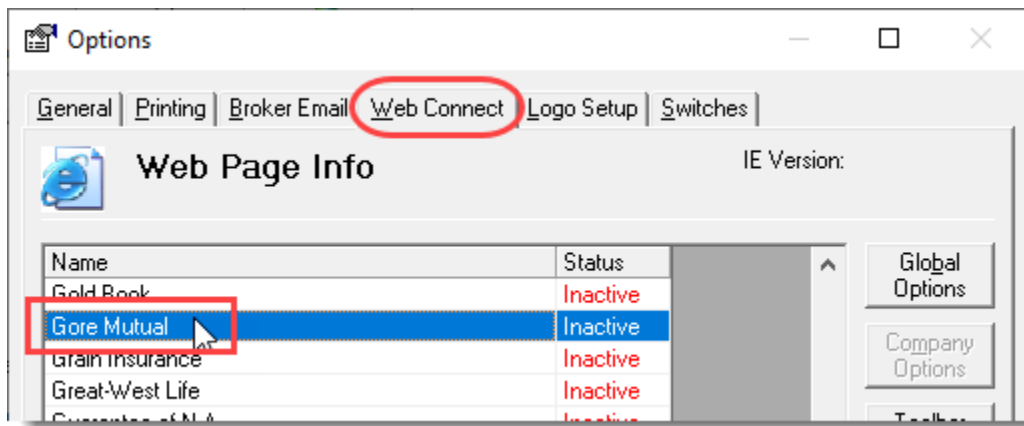 Options
General Printing Broker Email Web Connect Logo Setup Switches
Web Page Info
IE Version:
Name Status
Gold Book Inactive
Gore Mutual Inactive
Grain Insurance Inactive
Great-West Life Inactive
Global
Options
Company
Options